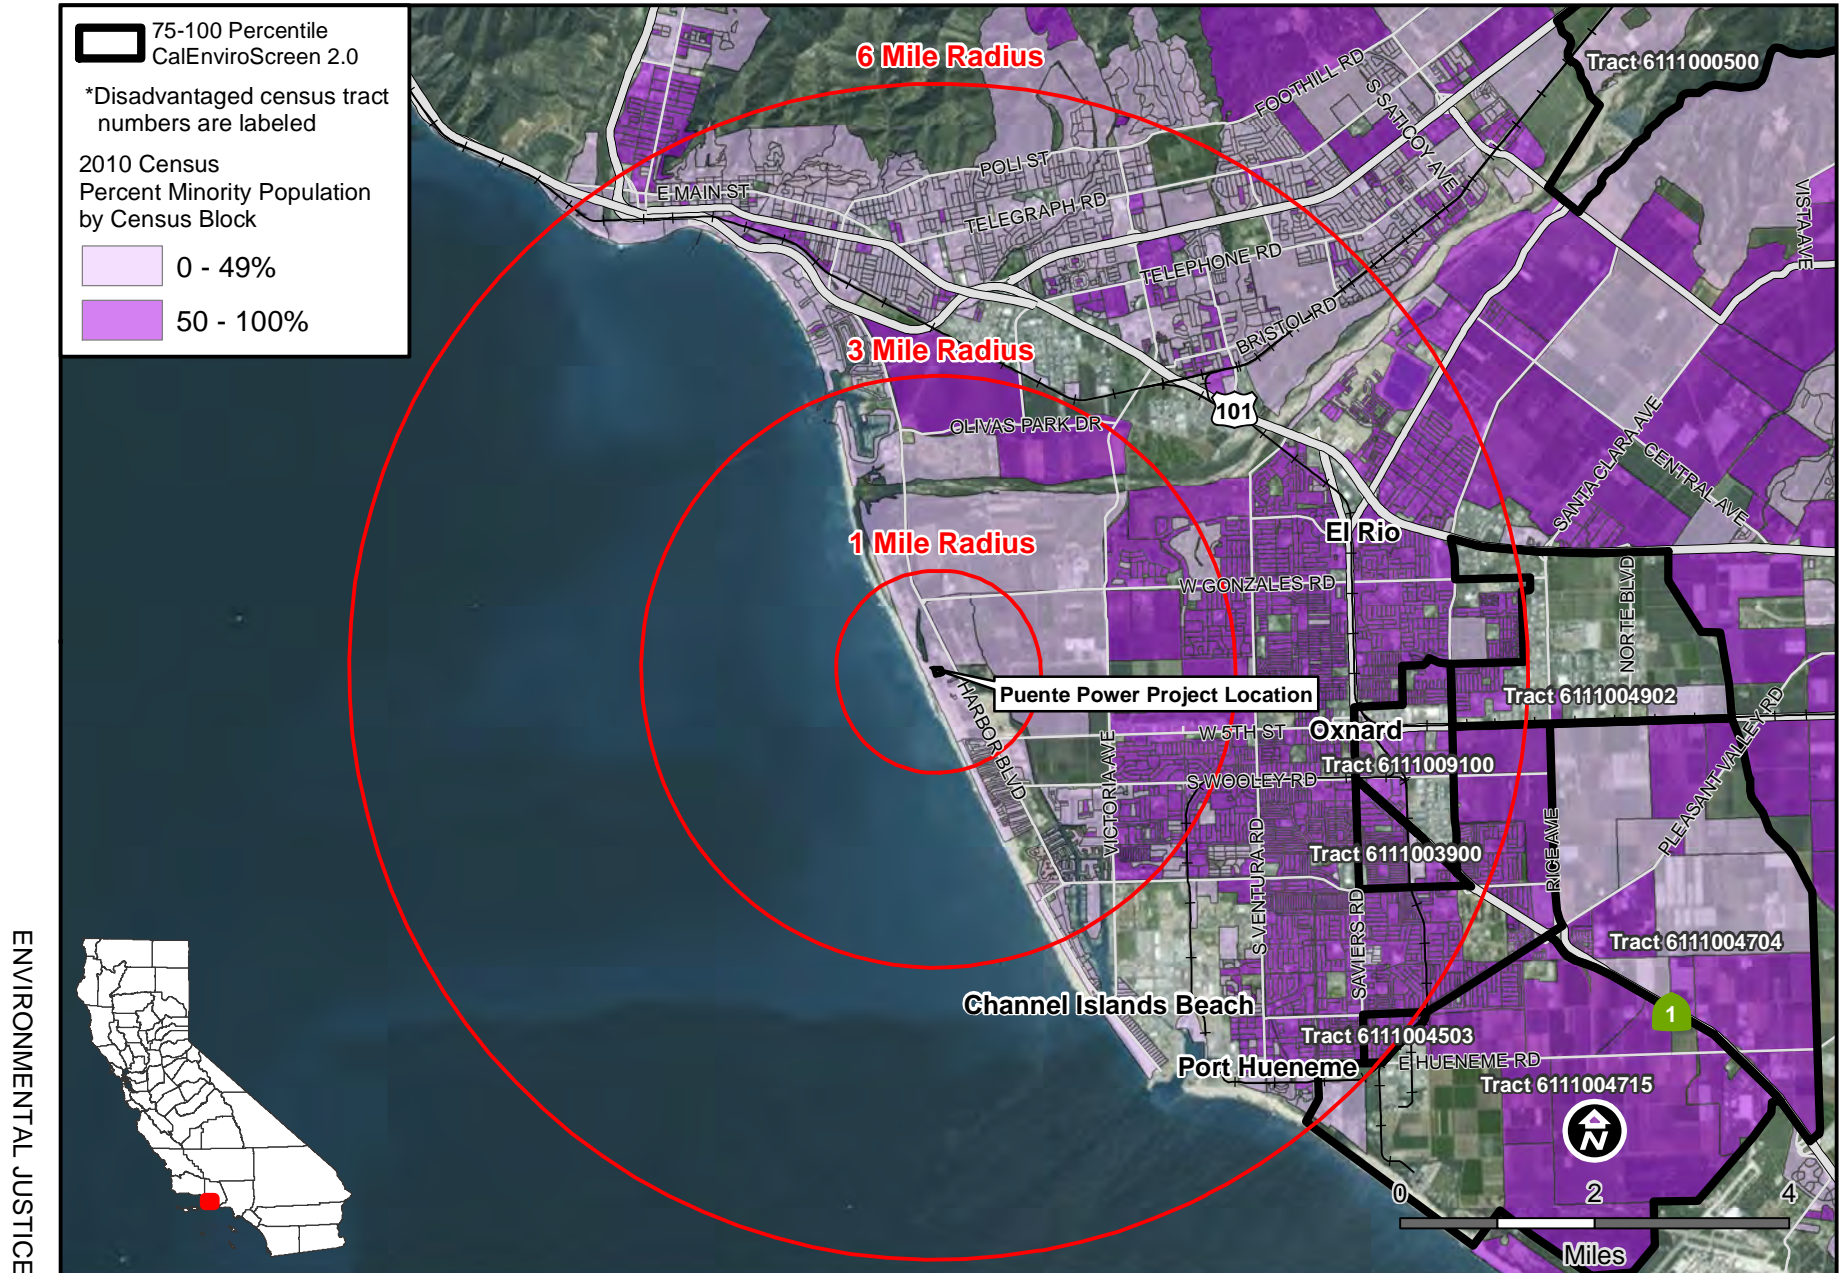 75-100 Percentile
CalEnviroScreen 2.0
*Disadvantaged census tract
numbers are labeled
2010 Census
Percent Minority Population
by Census Block
0 - 49%
50 - 100%
6 Mile Radius
3 Mile Radius
1 Mile Radius
Tract 6111000500
FOOTHILL RD
S SATICOY AVE
POLI ST
E MAIN ST
TELEGRAPH RD
TELEPHONE RD
BRISTOL RD
VISTA AVE
101
OLIVAS PARK DR
SANTA CLARA AVE
CENTRAL AVE
El Rio
W GONZALES RD
NORTE BLVD
Puente Power Project Location
HARBOR BLVD
Tract 6111004902
W 5TH ST
Oxnard
VICTORIA AVE
S WOOLEY RD
Tract 6111009100
PLEASANT VALLEY RD
RICE AVE
S VENTURA RD
Tract 6111003900
SAVIERS RD
Tract 6111004704
Channel Islands Beach
1
Tract 6111004503
Port Hueneme
E HUENEME RD
Tract 6111004715
N
0 2 4
Miles
ENVIRONMENTAL JUSTICE